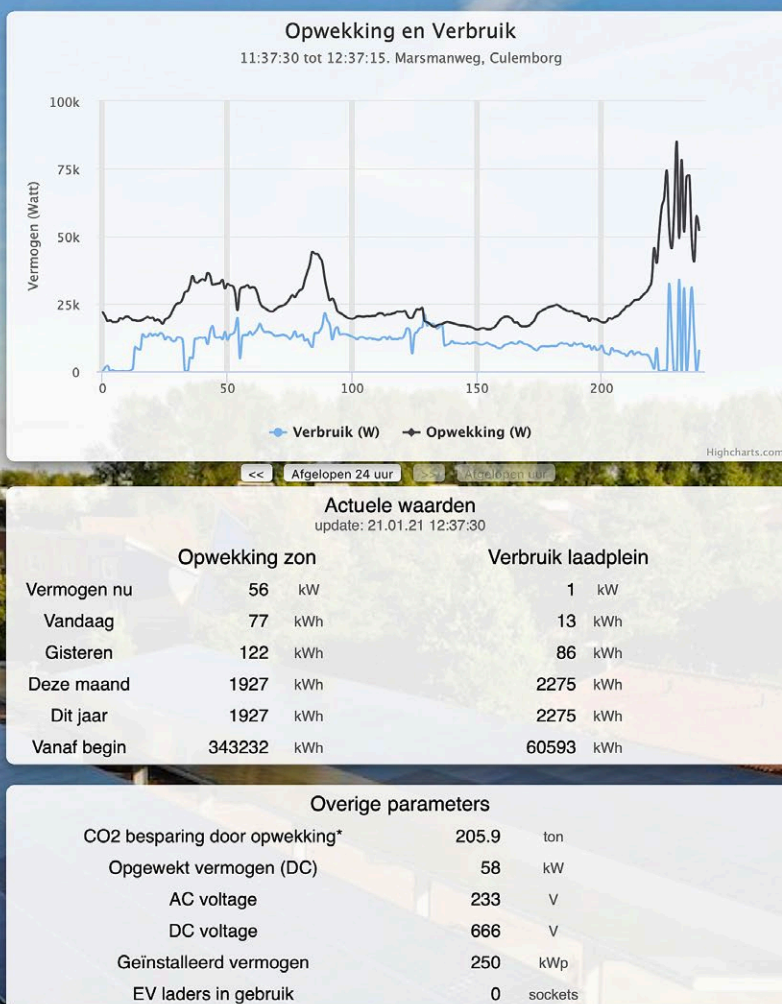 Opwekking en Verbruik
11:37:30 tot 12:37:15. Marsmanweg, Culemborg
Vermogen (Watt)
100k
75k
50k
25k
0
0 50 100 150 200
Verbruik (W) Opwekking (W)
Highcharts.com
<< Afgelopen 24 uur >> Afgelopen uur
Actuele waarden
update: 21.01.21 12:37:30
Opwekking zon Verbruik laadplein
Vermogen nu 56 kW 1 kW
Vandaag 77 kWh 13 kWh
Gisteren 122 kWh 86 kWh
Deze maand 1927 kWh 2275 kWh
Dit jaar 1927 kWh 2275 kWh
Vanaf begin 343232 kWh 60593 kWh
Overige parameters
CO2 besparing door opwekking* 205.9 ton
Opgewekt vermogen (DC) 58 kW
AC voltage 233 V
DC voltage 666 V
Geïnstalleerd vermogen 250 kWp
EV laders in gebruik 0 sockets